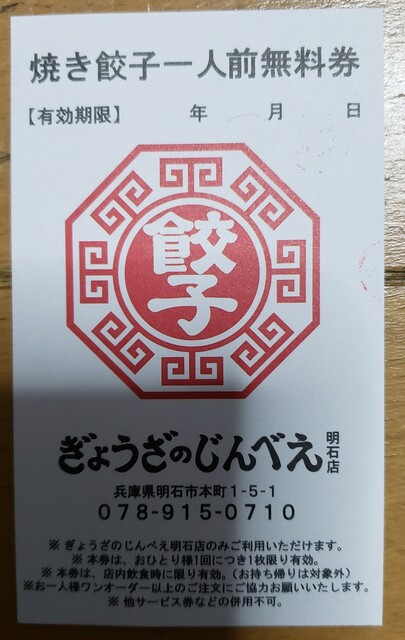 焼き餃子一人前無料券
【有効期限】 年 月 日
餃子
ぎょうざのじんべえ 明石店
兵庫県明石市本町1-5-1
078-915-0710
※ ぎょうざのじんべえ明石店のみご利用いただけます。
※ 本券は、おひとり様1回につき1枚限り有効。
※ 本券は、店内飲食時に限り有効。(お持ち帰りは対象外)
※お一人様ワンオーダー以上のご注文にご協力お願いいたします。
※ 他サービス券などの併用不可。